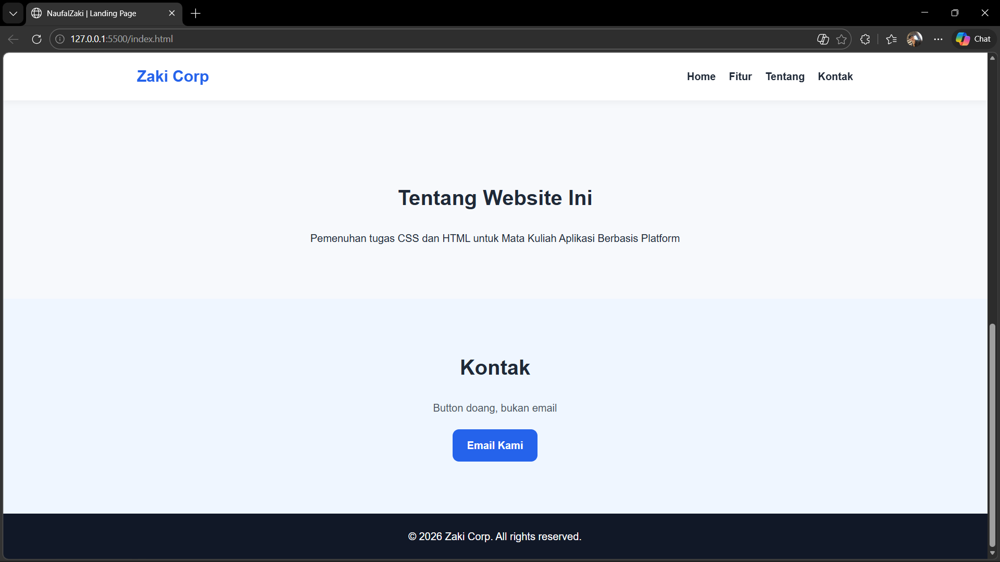 NaufalZaki | Landing Page
127.0.0.1:5500/index.html
Chat
Zaki Corp
Home Fitur Tentang Kontak
Tentang Website Ini
Pemenuhan tugas CSS dan HTML untuk Mata Kuliah Aplikasi Berbasis Platform
Kontak
Button doang, bukan email
Email Kami
© 2026 Zaki Corp. All rights reserved.